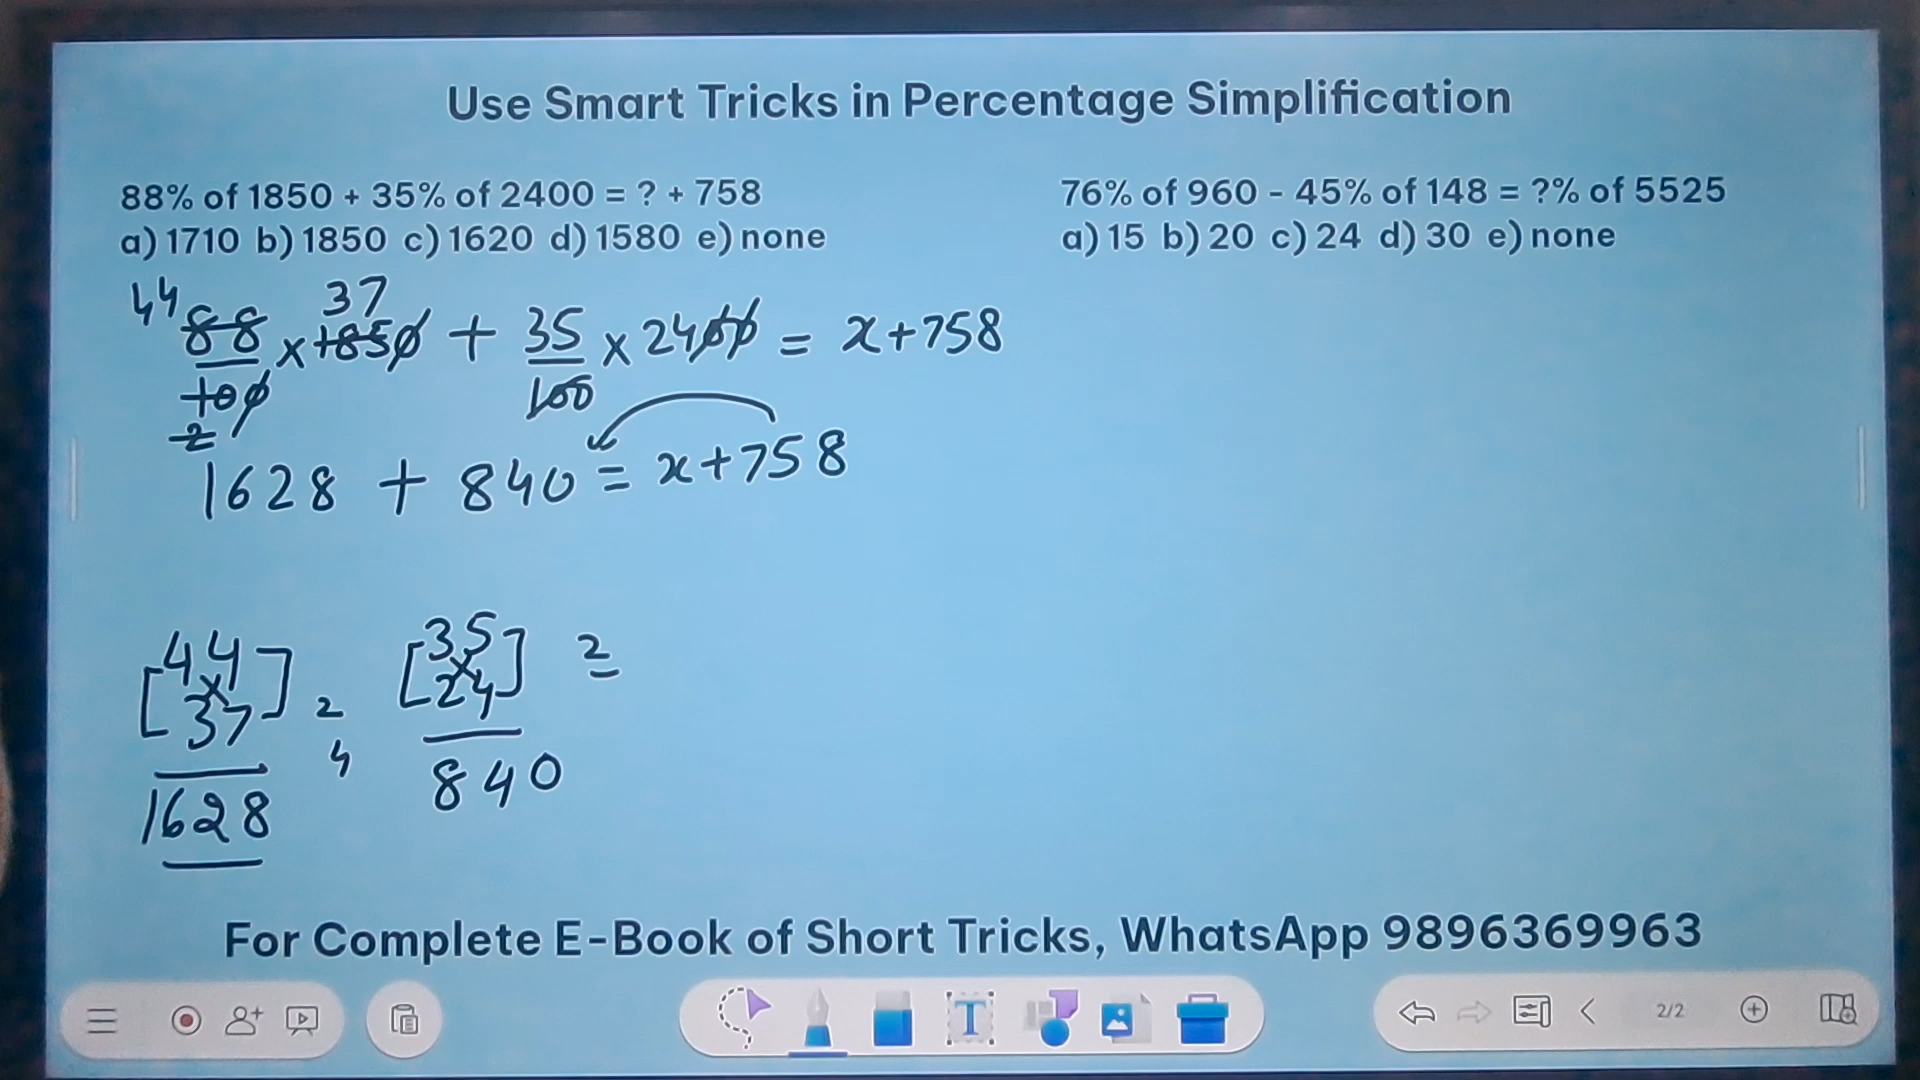 Use Smart Tricks in Percentage Simplification
88% of 1850 + 35% of 2400 = ? + 758
a) 1710 b) 1850 c) 1620 d) 1580 e) none
76% of 960 - 45% of 148 = ?% of 5525
a) 15 b) 20 c) 24 d) 30 e) none
44 37
88 x 1850 + 35 x 2400 = x + 758
100 100
2
1628 + 840 = x + 758
[44 x 37] 2 4
1628
[35 x 24] 2
840
For Complete E-Book of Short Tricks, WhatsApp 9896369963
T
2/2